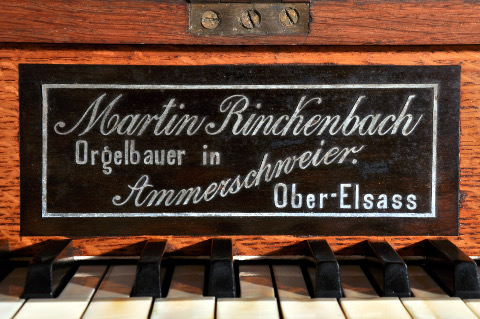 Martin Rinckenbach
Orgelbauer in
Ammerschweier.
Ober-Elsass